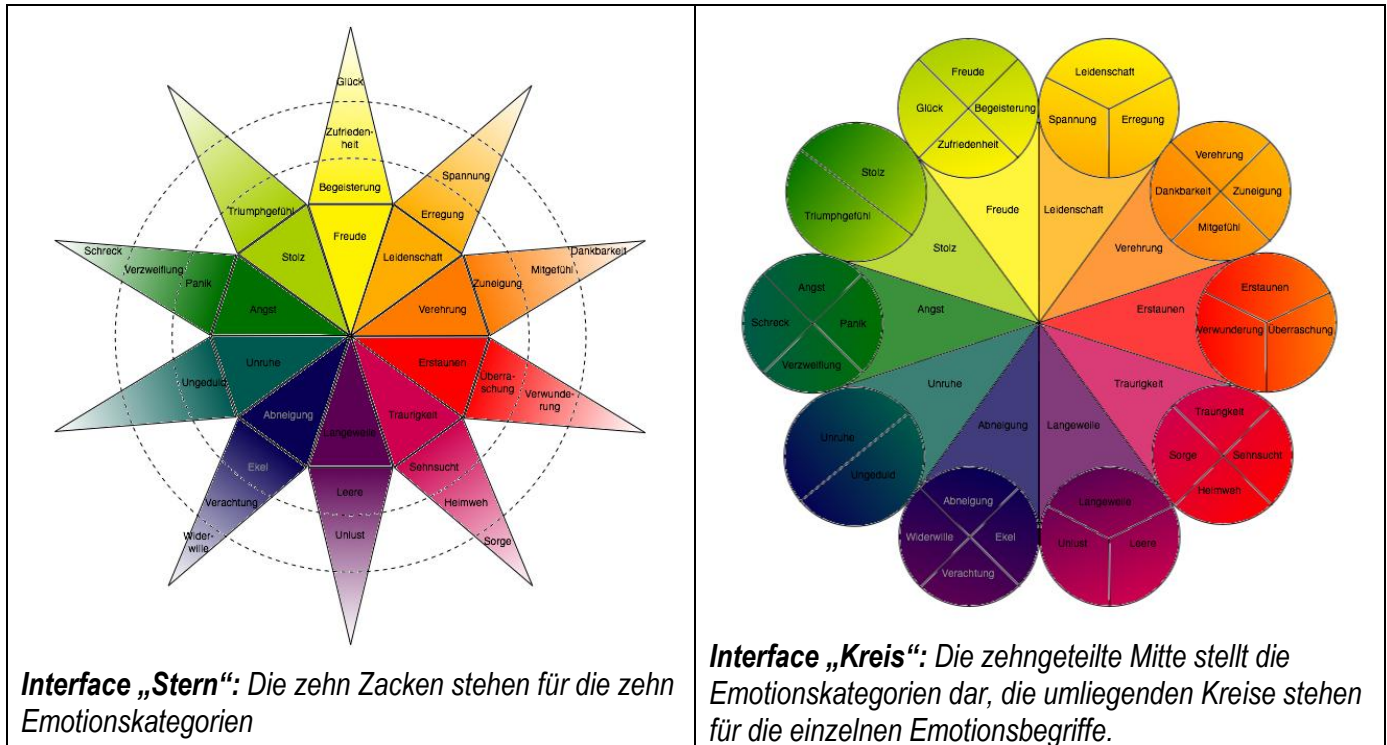 Glück
Zufrieden-
heit
Begeisterung
Freude
Spannung
Erregung
Leidenschaft
Dankbarkeit
Mitgefühl
Zuneigung
Verehrung
Erstaunen
Überra-
schung
Verwunde-
rung
Traurigkeit
Sehnsucht
Heimweh
Sorge
Langeweile
Leere
Unlust
Abneigung
Ekel
Verachtung
Wider-
wille
Unruhe
Ungeduld
Angst
Panik
Verzweiflung
Schreck
Stolz
Triumphgefühl
Interface „Stern“: Die zehn Zacken stehen für die zehn
Emotionskategorien
Freude
Glück
Begeisterung
Zufriedenheit
Leidenschaft
Spannung
Erregung
Verehrung
Dankbarkeit
Zuneigung
Mitgefühl
Erstaunen
Verwunderung
Überraschung
Traurigkeit
Sorge
Sehnsucht
Heimweh
Langeweile
Unlust
Leere
Abneigung
Widerwille
Ekel
Verachtung
Unruhe
Ungeduld
Angst
Schreck
Panik
Verzweiflung
Stolz
Triumphgefühl
Freude
Leidenschaft
Verehrung
Erstaunen
Traurigkeit
Langeweile
Abneigung
Unruhe
Angst
Stolz
Interface „Kreis“: Die zehngeteilte Mitte stellt die
Emotionskategorien dar, die umliegenden Kreise stehen
für die einzelnen Emotionsbegriffe.